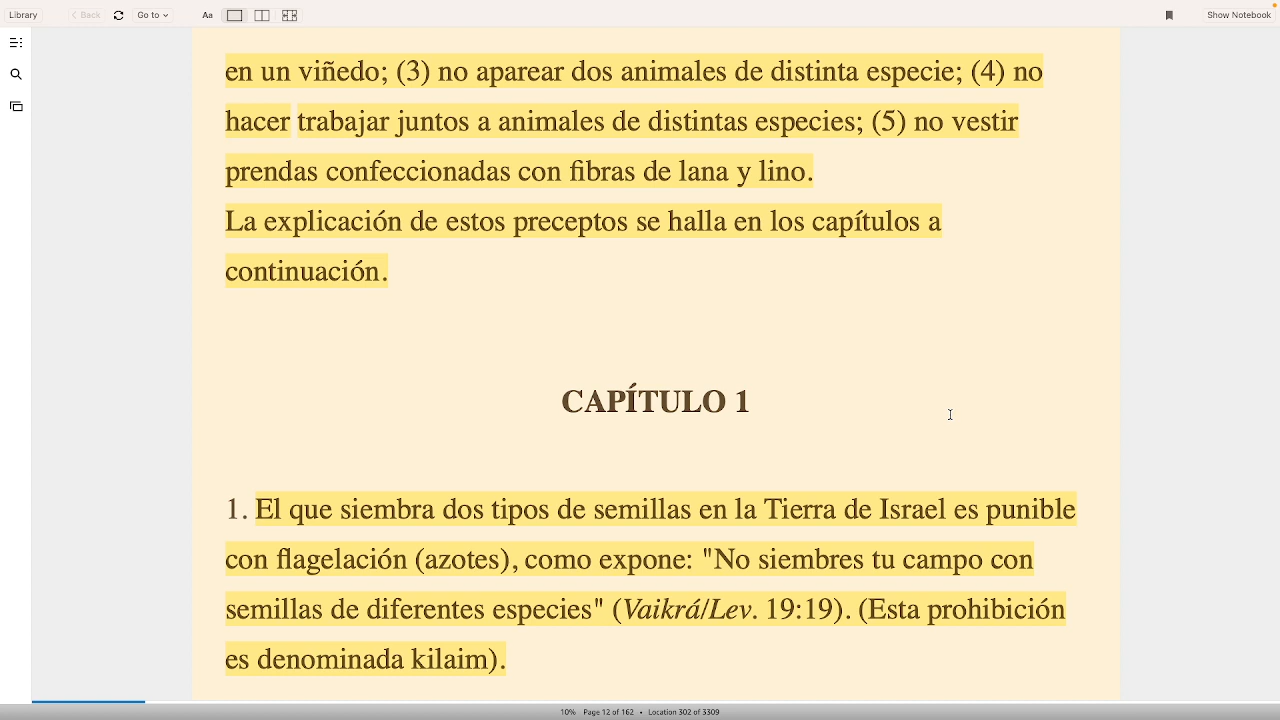 Library Back Go to Aa Show Notebook
en un viñedo; (3) no aparear dos animales de distinta especie; (4) no
hacer trabajar juntos a animales de distintas especies; (5) no vestir
prendas confeccionadas con fibras de lana y lino.
La explicación de estos preceptos se halla en los capítulos a
continuación.
CAPÍTULO 1
1. El que siembra dos tipos de semillas en la Tierra de Israel es punible
con flagelación (azotes), como expone: "No siembres tu campo con
semillas de diferentes especies" (Vaikrá/Lev. 19:19). (Esta prohibición
es denominada kilaim).
10% Page 12 of 162 • Location 302 of 3309